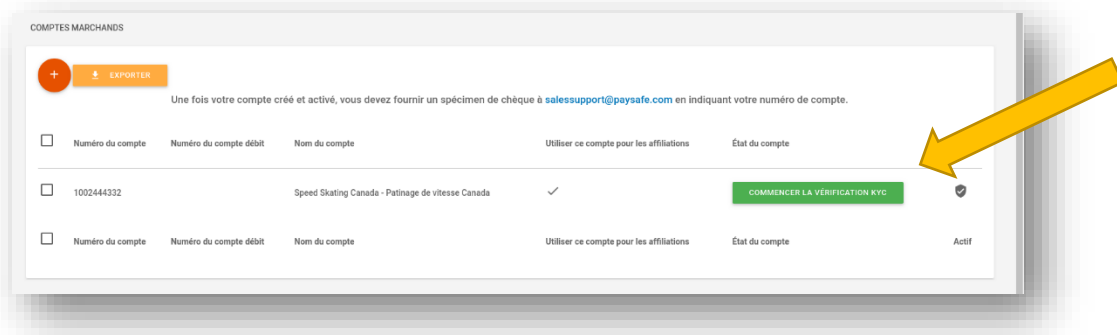 COMPTES MARCHANDS
+ EXPORTER
Une fois votre compte créé et activé, vous devez fournir un spécimen de chèque à salessupport@paysafe.com en indiquant votre numéro de compte.
Numéro du compte Numéro du compte débit Nom du compte Utiliser ce compte pour les affiliations État du compte
1002444332 Speed Skating Canada - Patinage de vitesse Canada COMMENCER LA VÉRIFICATION KYC
Numéro du compte Numéro du compte débit Nom du compte Utiliser ce compte pour les affiliations État du compte Actif